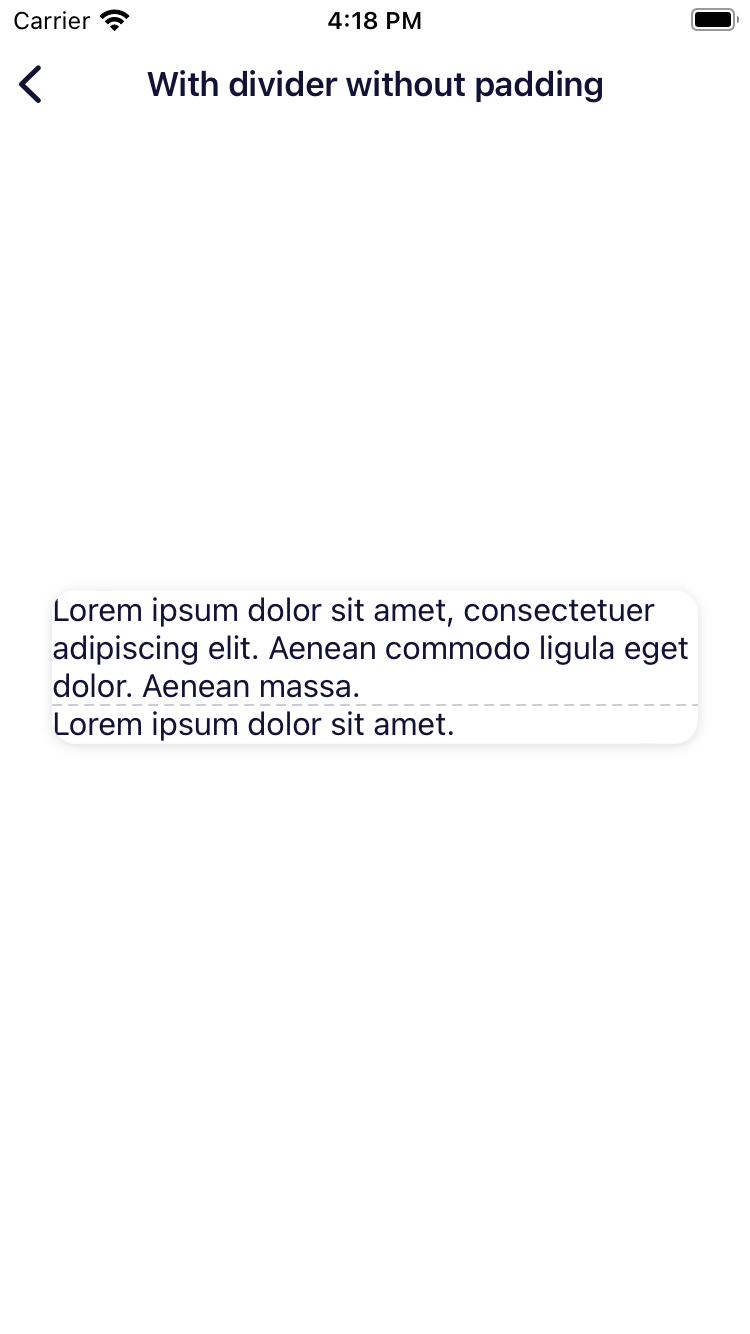 Carrier 4:18 PM
With divider without padding
Lorem ipsum dolor sit amet, consectetuer
adipiscing elit. Aenean commodo ligula eget
dolor. Aenean massa.
Lorem ipsum dolor sit amet.